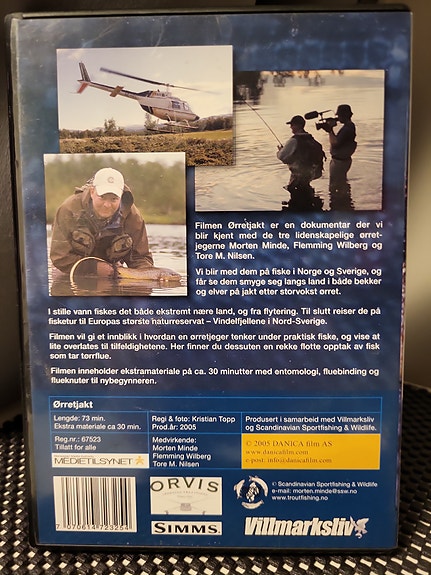 Filmen Ørretjakt er en dokumentar der vi
blir kjent med de tre lidenskapelige ørret-
jegerne Morten Minde, Flemming Wilberg og
Tore M. Nilsen.
Vi blir med dem på fiske i Norge og Sverige, og
får se dem smyge seg langs land i både bekker
og elver på jakt etter storvokst ørret.
I stille vann fiskes det både ekstremt nære land, og fra flytering. Til slutt reiser de på
fisketur til Europas største naturreservat – Vindelfjellene i Nord-Sverige.
Filmen vil gi et innblikk i hvordan en ørretjeger tenker under praktisk fiske, og vise at
lite overlates til tilfeldighetene. Her finner du dessuten en rekke flotte opptak av fisk
som tar tørrflue.
Filmen inneholder ekstramateriale på ca. 30 minutter med entomologi, fluebinding og
flueknuter til nybegynneren.
Ørretjakt
Lengde: 73 min.
Ekstra materiale ca 30 min.
Regi & foto: Kristian Topp
Prod.år: 2005
Produsert i samarbeid med Villmarksliv
og Scandinavian Sportfishing & Wildlife.
Reg.nr.: 67523
Tillatt for alle
MEDIETILSYNET
Medvirkende:
Morten Minde
Flemming Wilberg
Tore M. Nilsen
© 2005 DANICA film AS
www.danicafilm.com
e-post: info@danicafilm.com
7 070614 723254
ORVIS
SIMMS
© Scandinavian Sportfishing & Wildlife
e-mail: morten.minde@ssw.no
www.troutfishing.no
Villmarksliv